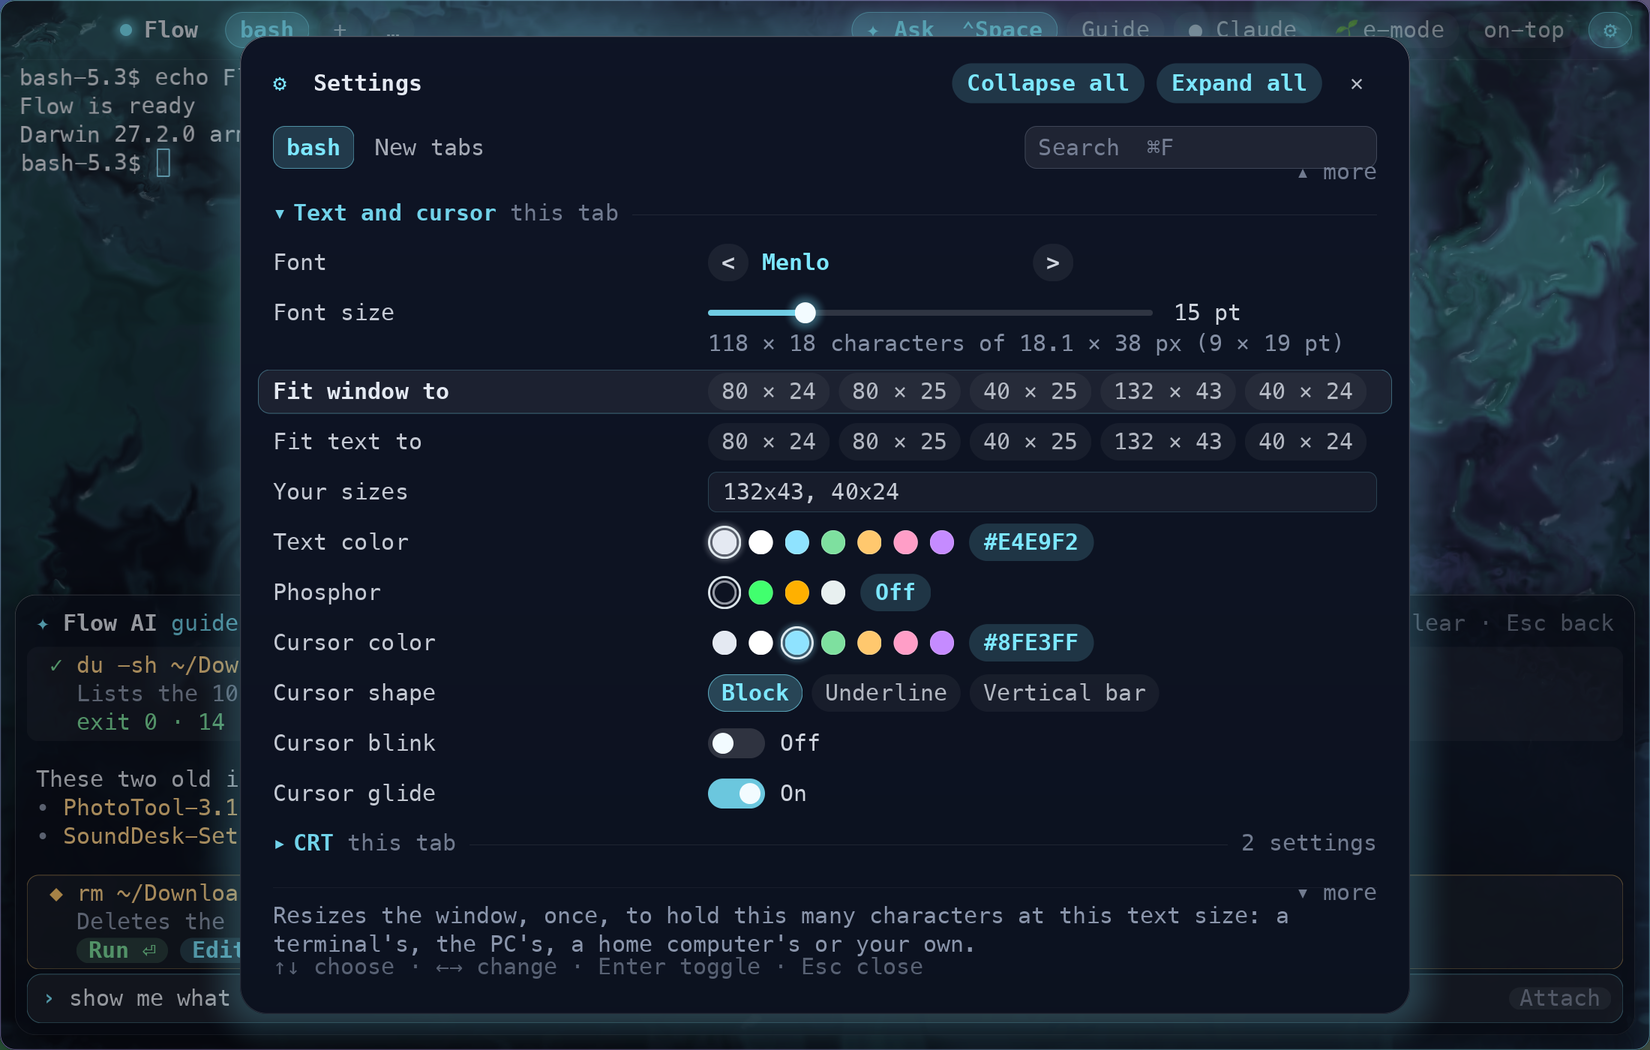 Flow bash + … ✦ Ask ^Space Guide ● Claude e-mode on-top
bash-5.3$ echo Fl
Flow is ready
Darwin 27.2.0 arm
bash-5.3$
Settings Collapse all Expand all ×
bash New tabs Search ⌘F
▲ more
▼ Text and cursor this tab
Font < Menlo >
Font size 15 pt
118 × 18 characters of 18.1 × 38 px (9 × 19 pt)
Fit window to 80 × 24 80 × 25 40 × 25 132 × 43 40 × 24
Fit text to 80 × 24 80 × 25 40 × 25 132 × 43 40 × 24
Your sizes 132x43, 40x24
Text color #E4E9F2
Phosphor Off
Cursor color #8FE3FF
Cursor shape Block Underline Vertical bar
Cursor blink Off
Cursor glide On
▸ CRT this tab 2 settings
▼ more
Resizes the window, once, to hold this many characters at this text size: a
terminal's, the PC's, a home computer's or your own.
↑↓ choose · ←→ change · Enter toggle · Esc close
✦ Flow AI guide lear · Esc back
✓ du -sh ~/Dow
Lists the 10
exit 0 · 14
These two old i
• PhotoTool-3.1
• SoundDesk-Set
◆ rm ~/Downloa
Deletes the
Run ⏎ Edit
› show me what Attach